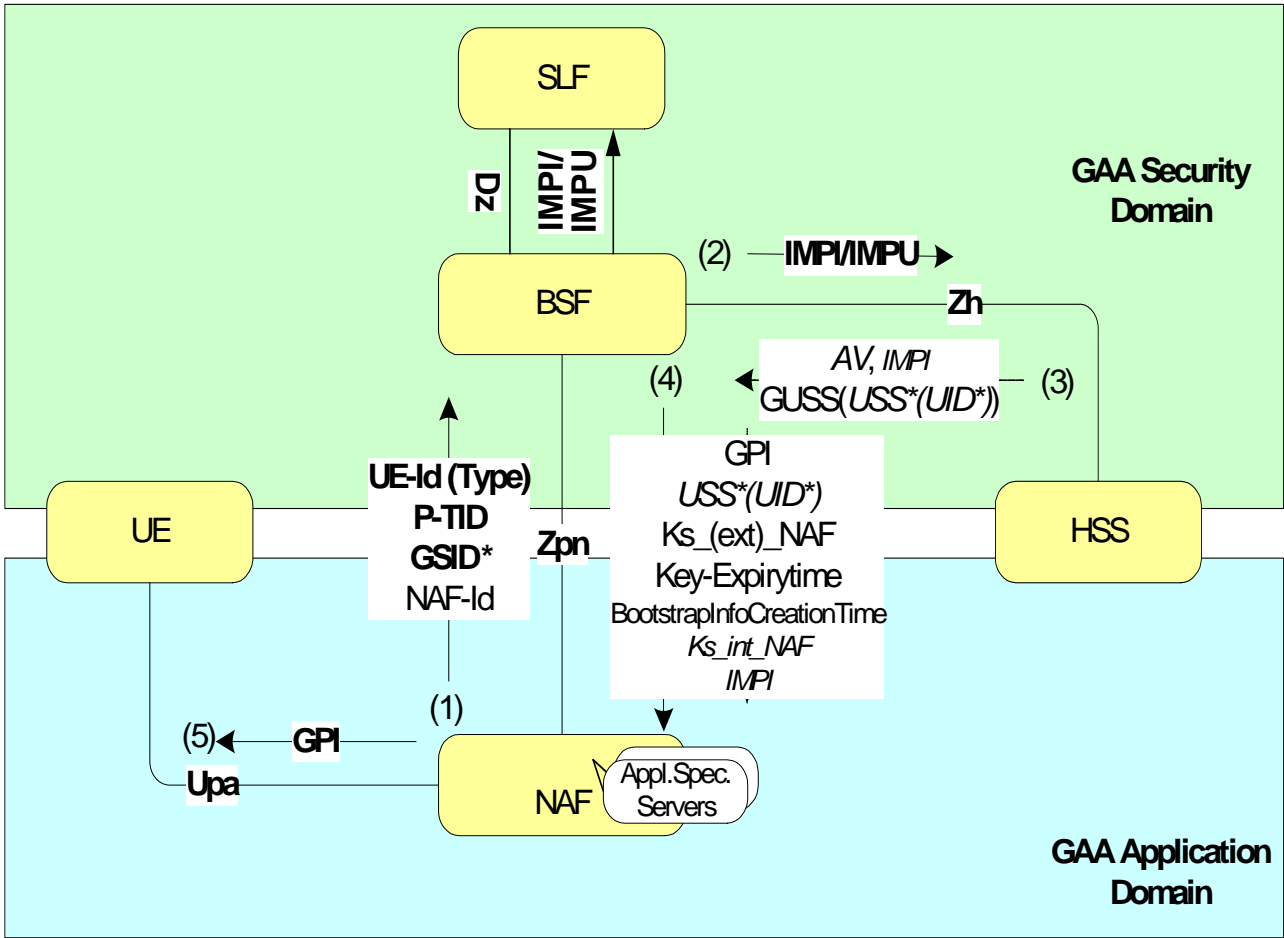 SLF
Dz
IMPI/
IMPU
GAA Security
Domain
BSF
(2)
IMPI/IMPU
Zh
(4)
AV, IMPI
GUSS(USS*(UID*))
(3)
UE-Id (Type)
P-TID
GSID*
NAF-Id
Zpn
GPI
USS*(UID*)
Ks_(ext)_NAF
Key-Expirytime
BootstrapInfoCreationTime
Ks_int_NAF
IMPI
UE
HSS
(1)
(5)
GPI
Upa
NAF
Appl.Spec.
Servers
GAA Application
Domain